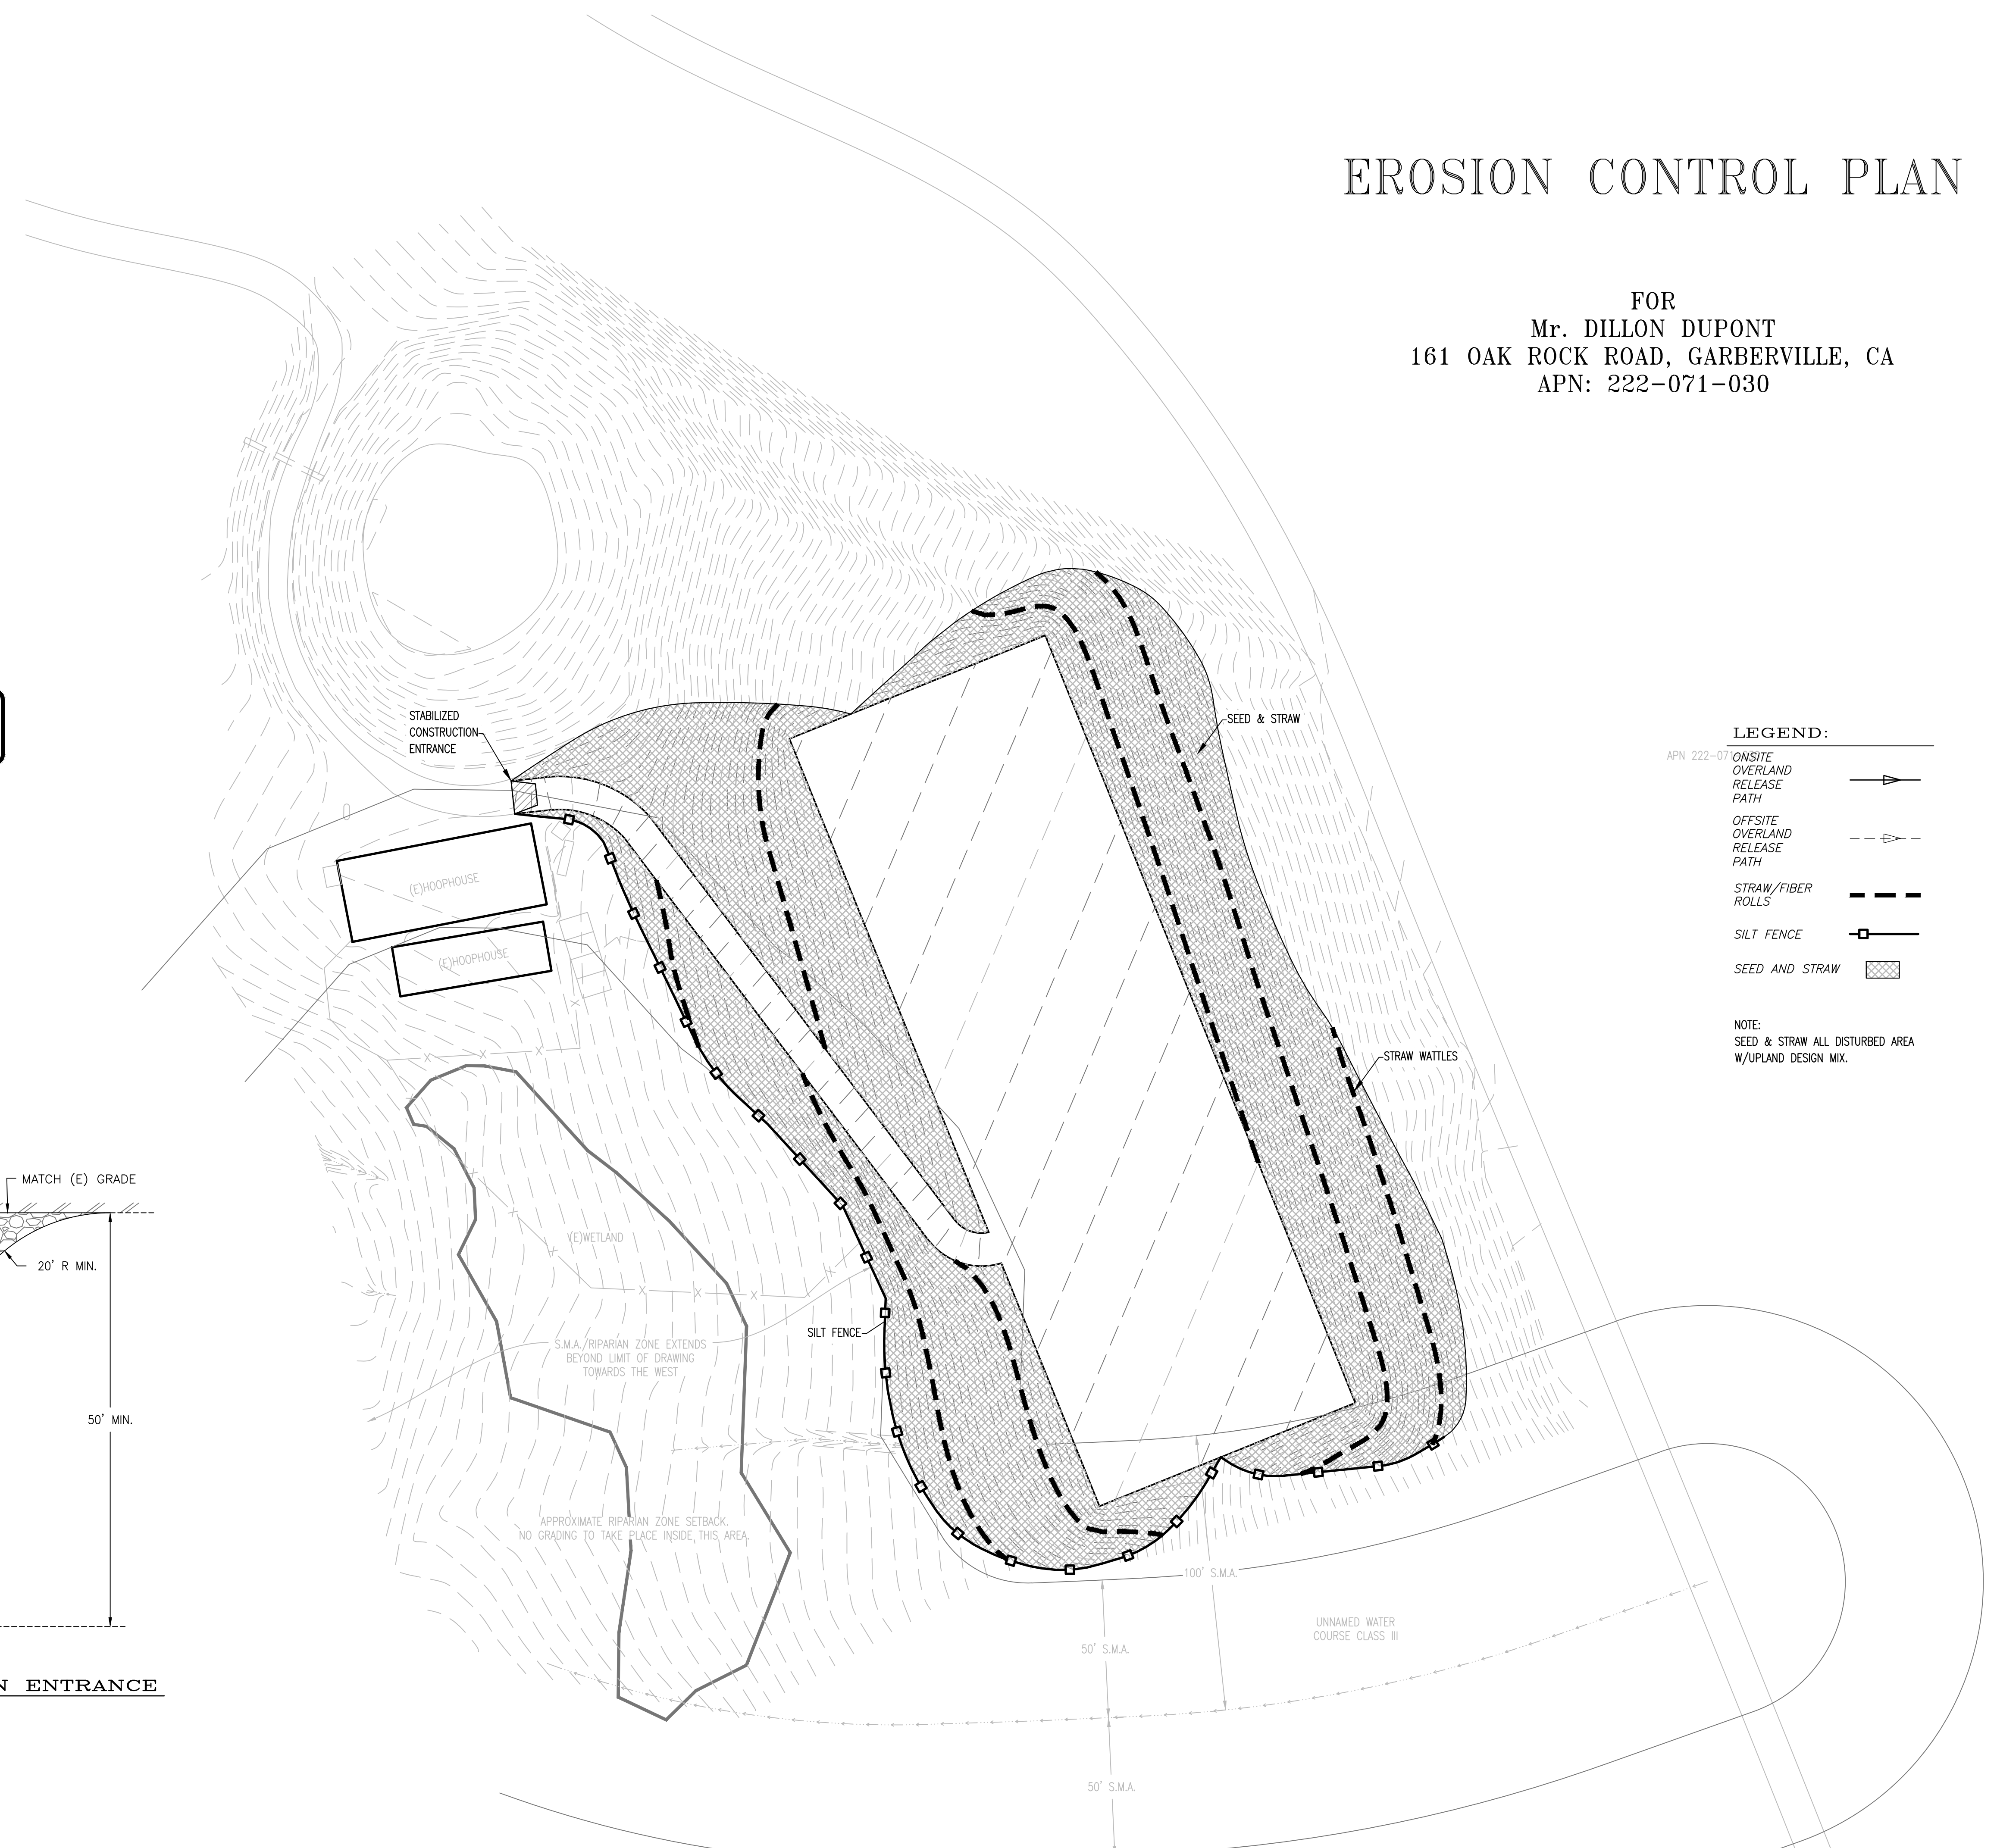 EROSION CONTROL PLAN
FOR
Mr. DILLON DUPONT
161 OAK ROCK ROAD, GARBERVILLE, CA
APN: 222-071-030
STABILIZED
CONSTRUCTION
ENTRANCE
SEED & STRAW
LEGEND:
APN 222-071
ONSITE
OVERLAND
RELEASE
PATH
OFFSITE
OVERLAND
RELEASE
PATH
STRAW/FIBER
ROLLS
SILT FENCE
SEED AND STRAW
NOTE:
SEED & STRAW ALL DISTURBED AREA
W/UPLAND DESIGN MIX.
(E)HOOPHOUSE
(E)HOOPHOUSE
STRAW WATTLES
X X X X
MATCH (E) GRADE
20' R MIN.
50' MIN.
N ENTRANCE
X X X
(E)WETLAND
X X X X
SILT FENCE
S.M.A./RIPARIAN ZONE EXTENDS
BEYOND LIMIT OF DRAWING
TOWARDS THE WEST
APPROXIMATE RIPARIAN ZONE SETBACK.
NO GRADING TO TAKE PLACE INSIDE THIS AREA.
100' S.M.A.
50' S.M.A.
UNNAMED WATER
COURSE CLASS III
50' S.M.A.